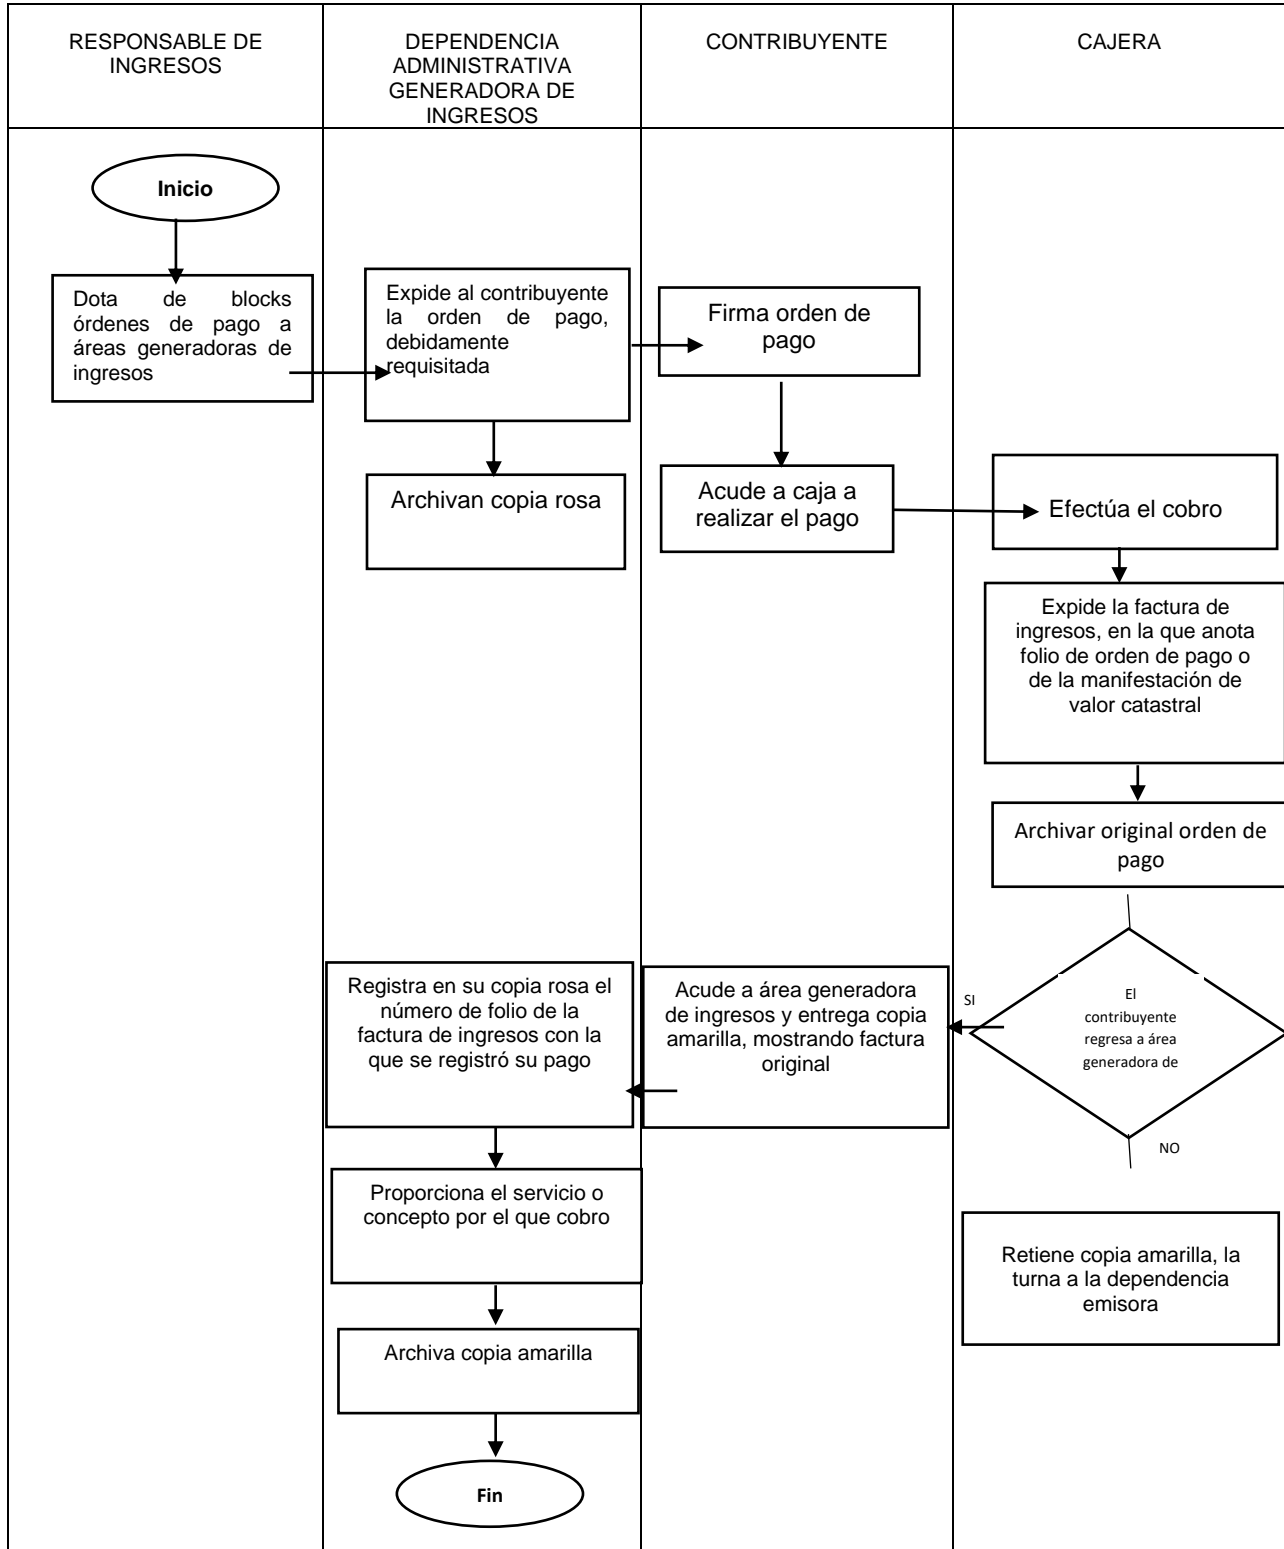 RESPONSABLE DE
INGRESOS
DEPENDENCIA
ADMINISTRATIVA
GENERADORA DE
INGRESOS
CONTRIBUYENTE
CAJERA
Inicio
Dota de blocks
órdenes de pago a
áreas generadoras de
ingresos
Expide al contribuyente
la orden de pago,
debidamente
requisitada
Firma orden de
pago
Archivan copia rosa
Acude a caja a
realizar el pago
Efectúa el cobro
Expide la factura de
ingresos, en la que anota
folio de orden de pago o
de la manifestación de
valor catastral
Archivar original orden de
pago
El
contribuyente
regresa a área
generadora de
SI
NO
Acude a área generadora
de ingresos y entrega copia
amarilla, mostrando factura
original
Registra en su copia rosa el
número de folio de la
factura de ingresos con la
que se registró su pago
Proporciona el servicio o
concepto por el que cobro
Retiene copia amarilla, la
turna a la dependencia
emisora
Archiva copia amarilla
Fin